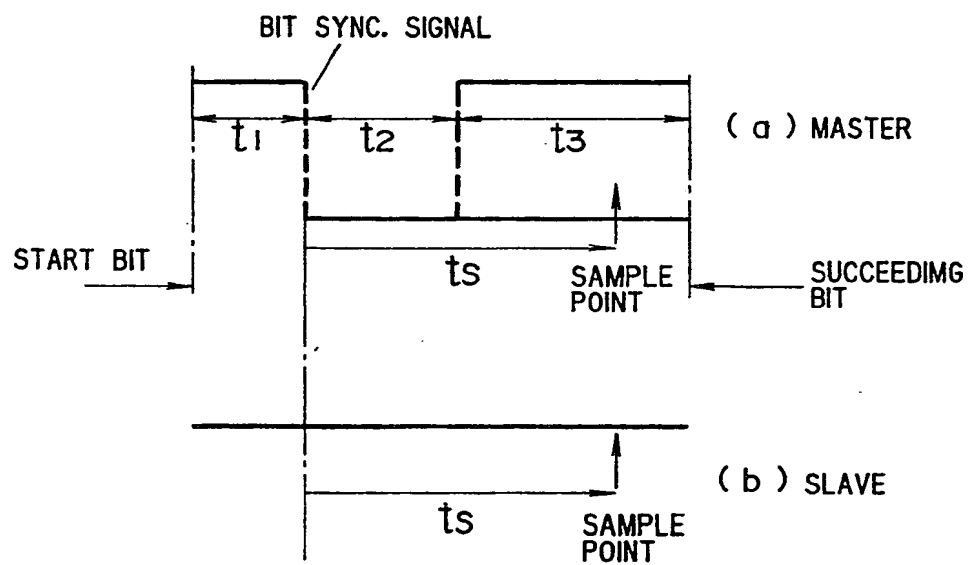 BIT SYNC. SIGNAL
t1
t2
t3
( a ) MASTER
START BIT
ts
SAMPLE
POINT
SUCCEEDIMG
BIT
( b ) SLAVE
ts
SAMPLE
POINT